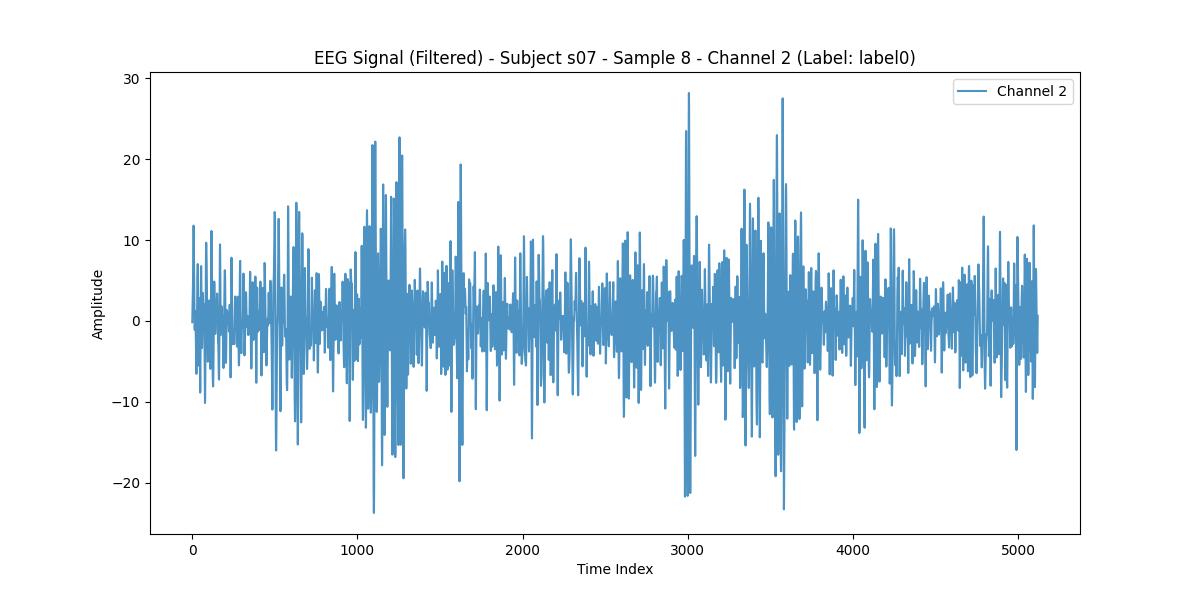 EEG Signal (Filtered) - Subject s07 - Sample 8 - Channel 2 (Label: label0)
Channel 2
30
20
10
0
−10
−20
Amplitude
0 1000 2000 3000 4000 5000
Time Index